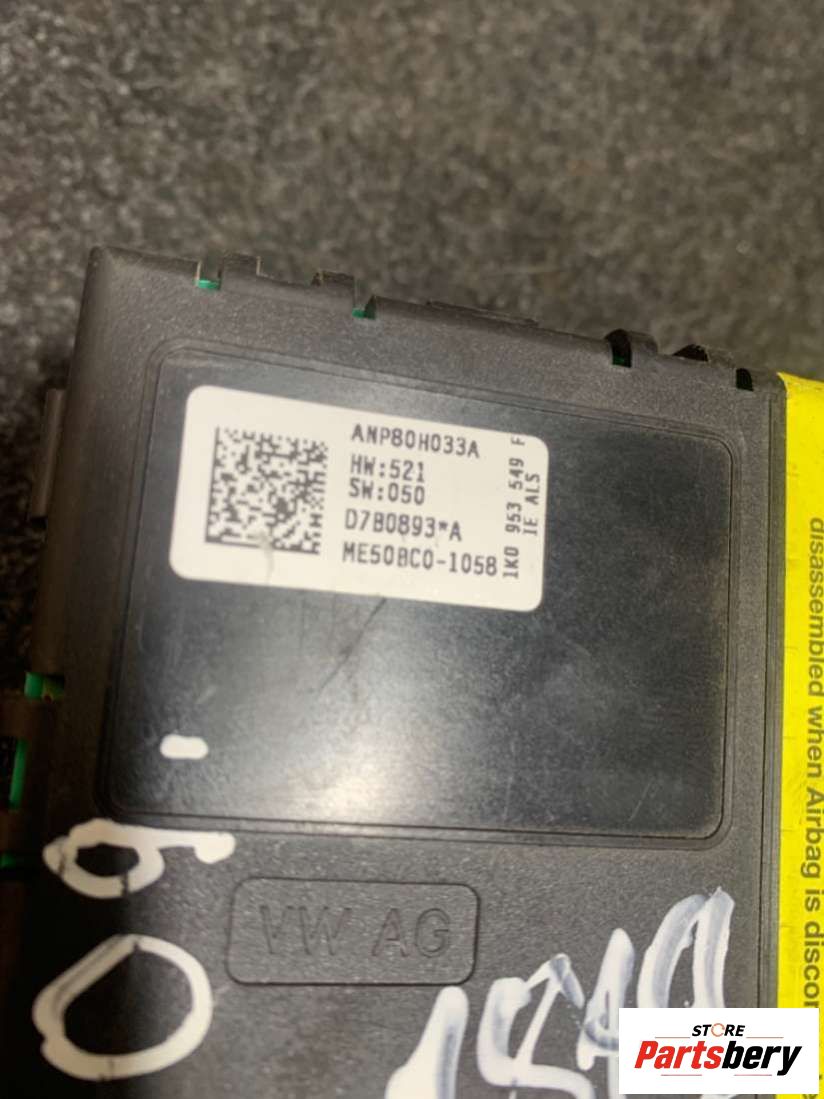 ANP80H033A
HW:521
SW:050
D7B0893*A
ME50BC0-1058
1K0 953 549 F
IE ALS
disassembled when Airbag is discon
VW AG
STORE
Partsbery